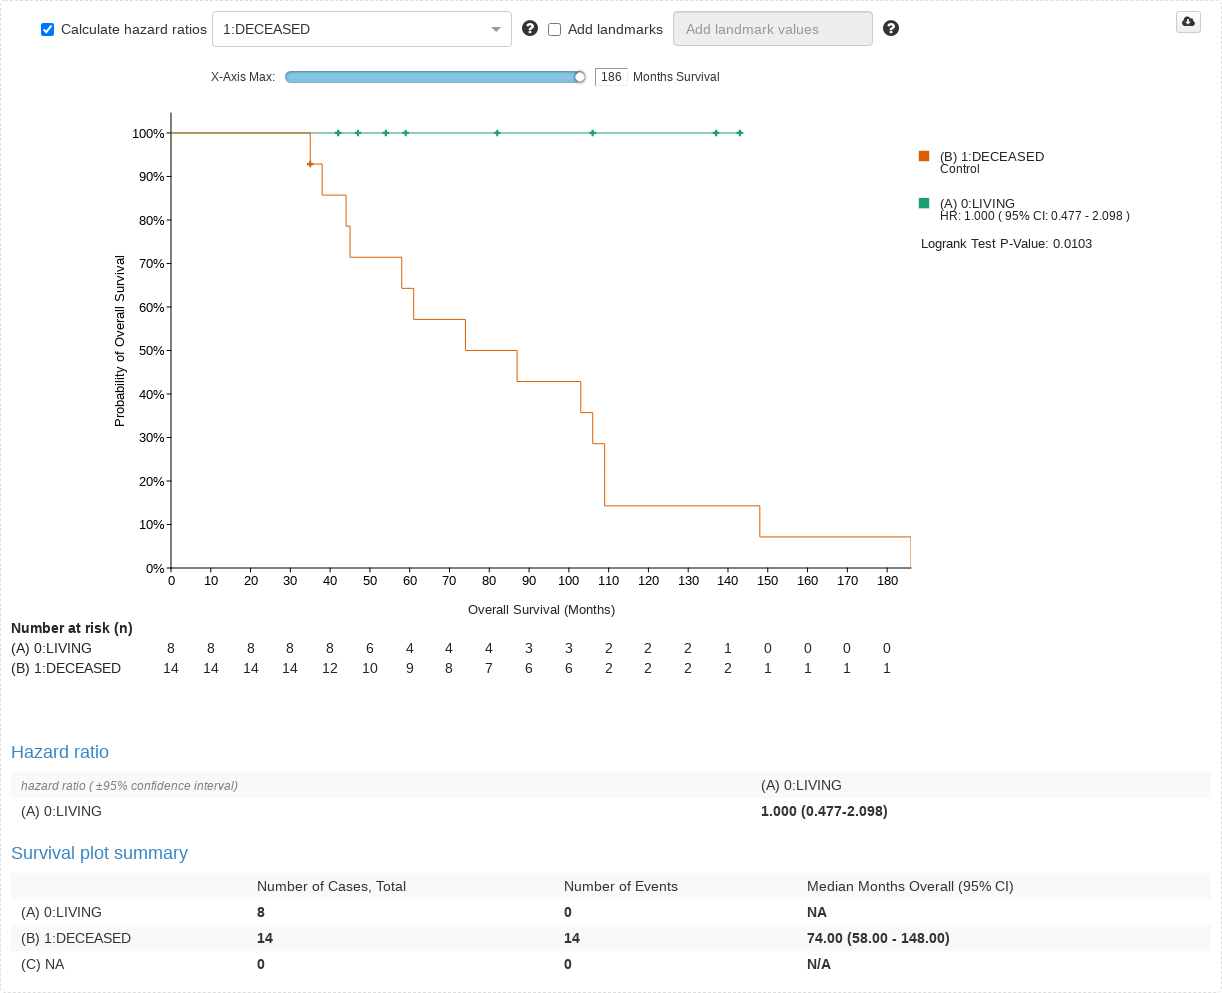 Calculate hazard ratios 1:DECEASED ? Add landmarks Add landmark values ?
X-Axis Max: 186 Months Survival
100%
90%
80%
70%
60%
50%
40%
30%
20%
10%
0%
Probability of Overall Survival
0 10 20 30 40 50 60 70 80 90 100 110 120 130 140 150 160 170 180
Overall Survival (Months)
(B) 1:DECEASED
Control
(A) 0:LIVING
HR: 1.000 ( 95% CI: 0.477 - 2.098 )
Logrank Test P-Value: 0.0103
Number at risk (n)
(A) 0:LIVING 8 8 8 8 8 6 4 4 4 3 3 2 2 2 1 0 0 0 0
(B) 1:DECEASED 14 14 14 14 12 10 9 8 7 6 6 2 2 2 2 1 1 1 1
Hazard ratio
hazard ratio ( ±95% confidence interval) (A) 0:LIVING
(A) 0:LIVING 1.000 (0.477-2.098)
Survival plot summary
Number of Cases, Total Number of Events Median Months Overall (95% CI)
(A) 0:LIVING 8 0 NA
(B) 1:DECEASED 14 14 74.00 (58.00 - 148.00)
(C) NA 0 0 N/A